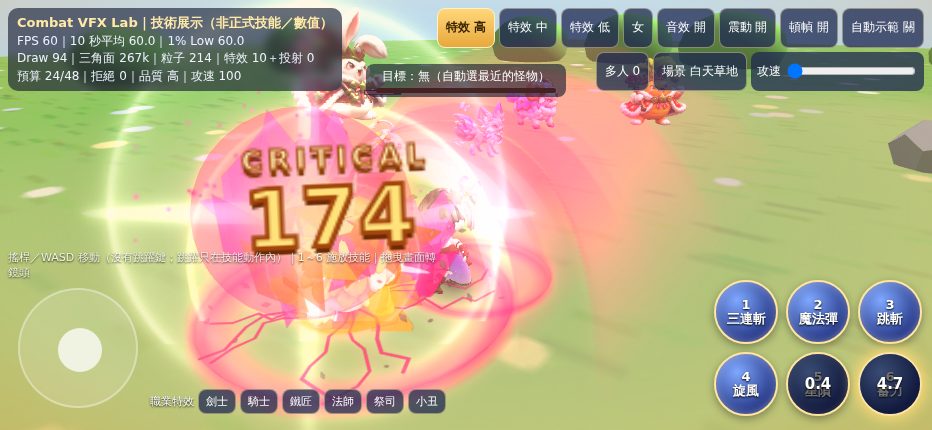 Combat VFX Lab｜技術展示（非正式技能／數值）
FPS 60｜10 秒平均 60.0｜1% Low 60.0
Draw 94｜三角面 267k｜粒子 214｜特效 10＋投射 0
預算 24/48｜拒絕 0｜品質 高｜攻速 100
特效 高
特效 中
特效 低
女
音效 開
震動 開
頓幀 開
自動示範 關
目標：無（自動選最近的怪物）
多人 0
場景 白天草地
攻速
CRITICAL
174
搖桿／WASD 移動（沒有跳躍鍵；跳躍只在技能動作內）｜1～6 施放技能｜拖曳畫面轉
鏡頭
1
三連斬
2
魔法彈
3
跳斬
4
旋風
0.4
4.7
職業特效
劍士
騎士
鐵匠
法師
祭司
小丑